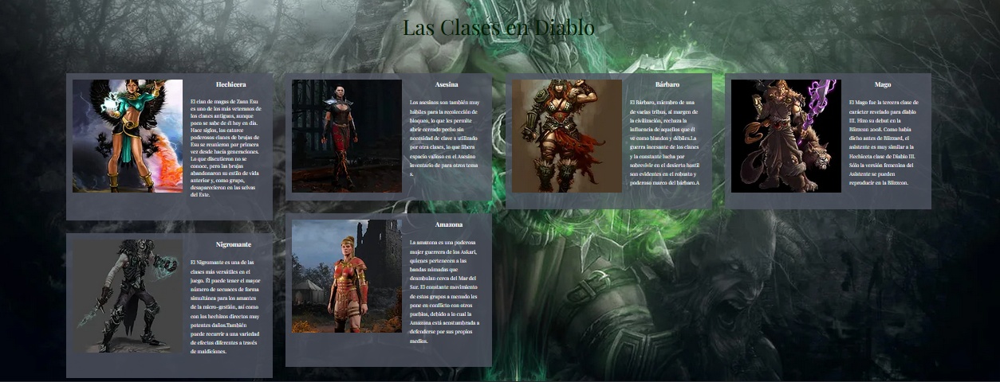 Las Clases en Diablo
Hechicera
El clan de magas de Zann Esu
es uno de los más veteranos de
los clanes antiguos, aunque
poco se sabe de él hoy en día.
Hace siglos, los catorce
poderosos clanes de brujas de
Esu se reunieron por primera
vez desde hacía generaciones.
Lo que discutieron no se
conoce, pero las brujas
abandonaron su estilo de vida
anterior y, como grupo,
desaparecieron en las selvas
del Este.
Asesina
Los asesinos son también muy
hábiles para la recolección de
bloqueo, lo que les permite
abrir cerrado pecho sin
necesidad de clave s utilizado
por otra clases, lo que libera
espacio valioso en el Asesino
inventario de para otros tema
s.
Bárbaro
El Bárbaro, miembro de una
de varias tribus, al margen de
la civilización, rechaza la
influencia de aquellos que él
ve como blandos y débiles.La
guerra incesante de los clanes
y la constante lucha por
sobrevivir en el desierto hostil
son evidentes en el robusto y
poderoso marco del bárbaro.A
Mago
El Mago fue la tercera clase de
carácter revelado para diablo
III. Hizo su debut en la
Blizzcon 2008. Como había
dicho antes de Blizzard, el
asistente es muy similar a la
Hechiceta clase de Diablo III.
Sólo la versión femenina del
Asistente se pueden
reproducir en la Blizzcon.
Nigromante
El Nigromante es una de las
clases más versátiles en el
juego. Él puede tener el mayor
número de secuaces de forma
simultánea para los amantes
de la micro-gestión, así como
con los hechizos directos muy
potentes daños.También
puede recurrir a una variedad
de efectos diferentes a través
de maldiciones.
Amazona
La amazona es una poderosa
mujer guerrera de los Askari,
quienes pertenecen a las
bandas nómadas que
deambulan cerca del Mar del
Sur. El constante movimiento
de estos grupos a menudo les
pone en conflicto con otros
pueblos, debido a lo cual la
Amazona está acostumbrada a
defenderse por sus propios
medios.